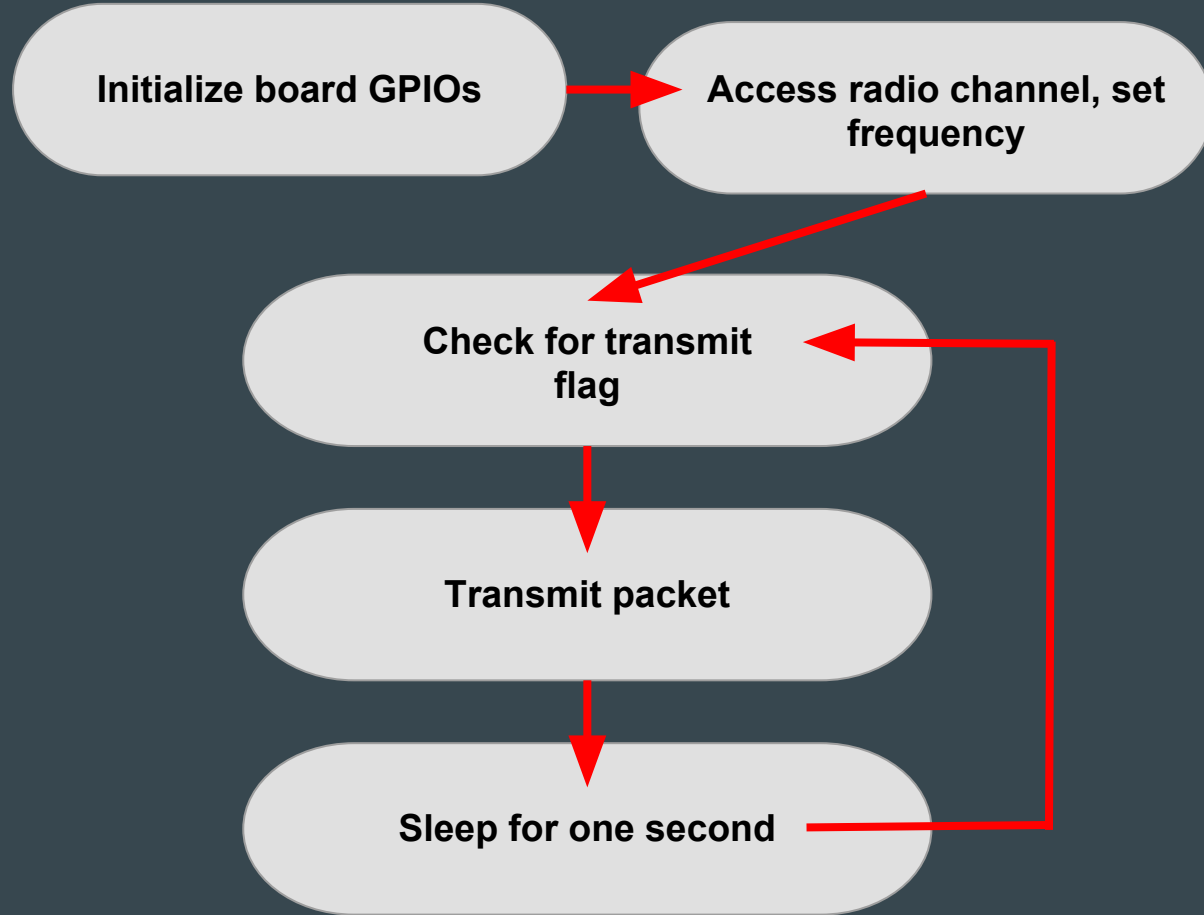 Initialize board GPIOs
Access radio channel, set
frequency
Check for transmit
flag
Transmit packet
Sleep for one second